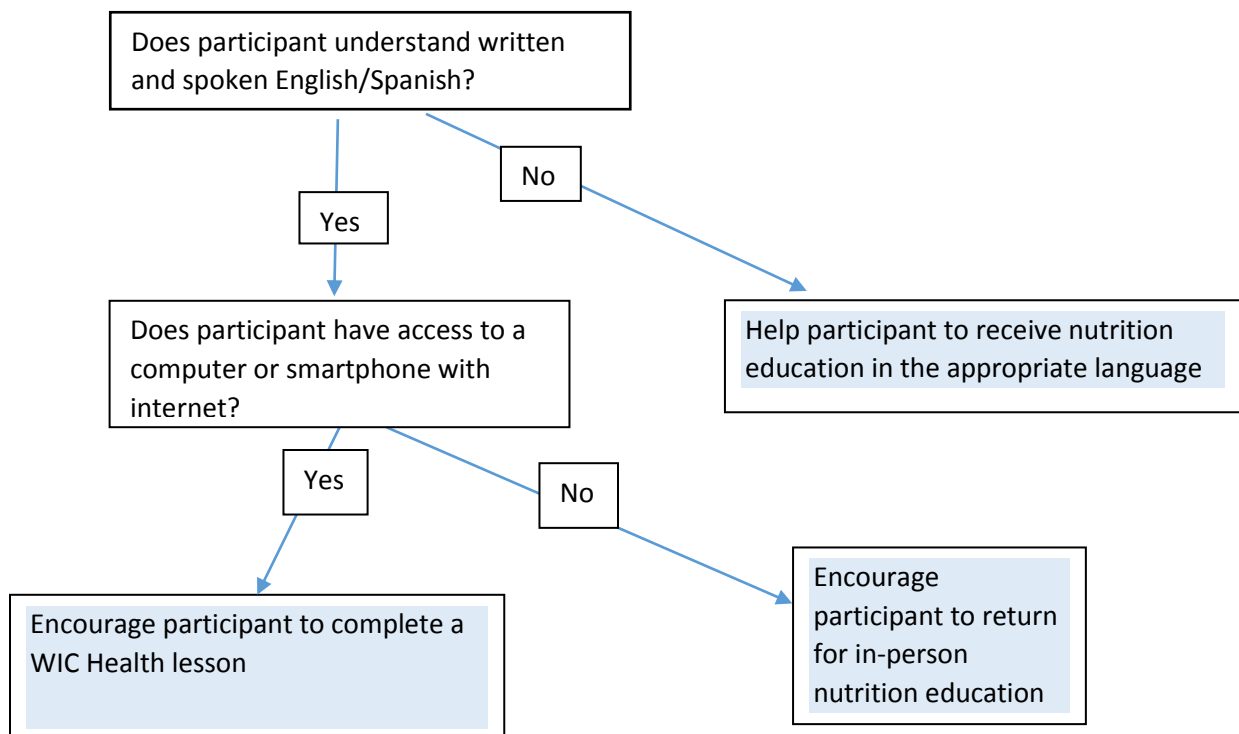 Does participant understand written
and spoken English/Spanish?
No
Yes
Does participant have access to a
computer or smartphone with
internet?
Help participant to receive nutrition
education in the appropriate language
Yes
No
Encourage participant to complete a
WIC Health lesson
Encourage
participant to return
for in-person
nutrition education